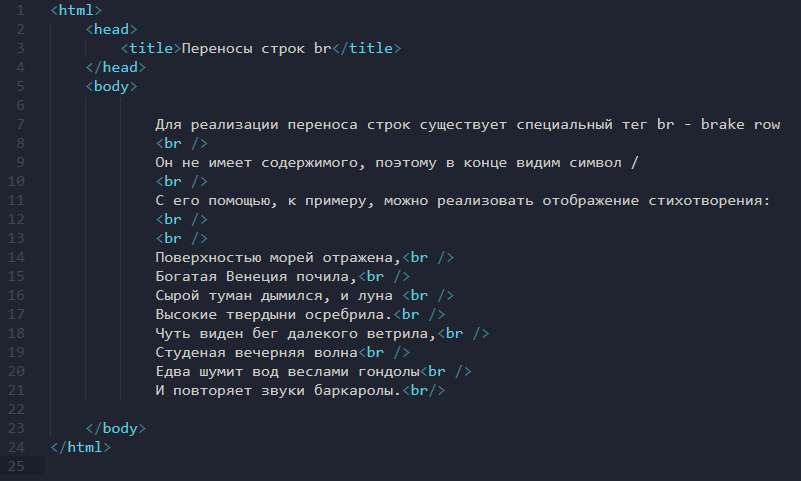 1 <html>
2 <head>
3 <title>Переносы строк br</title>
4 </head>
5 <body>
6
7 Для реализации переноса строк существует специальный тег br - brake row
8 <br />
9 Он не имеет содержимого, поэтому в конце видим символ /
10 <br />
11 С его помощью, к примеру, можно реализовать отображение стихотворения:
12 <br />
13 <br />
14 Поверхностью морей отражена,<br />
15 Богатая Венеция почила,<br />
16 Сырой туман дымился, и луна <br />
17 Высокие твердыни осребрила.<br />
18 Чуть виден бег далекого ветрила,<br />
19 Студеная вечерняя волна<br />
20 Едва шумит вод веслами гондолы<br />
21 И повторяет звуки баркаролы.<br/>
22
23 </body>
24 </html>
25